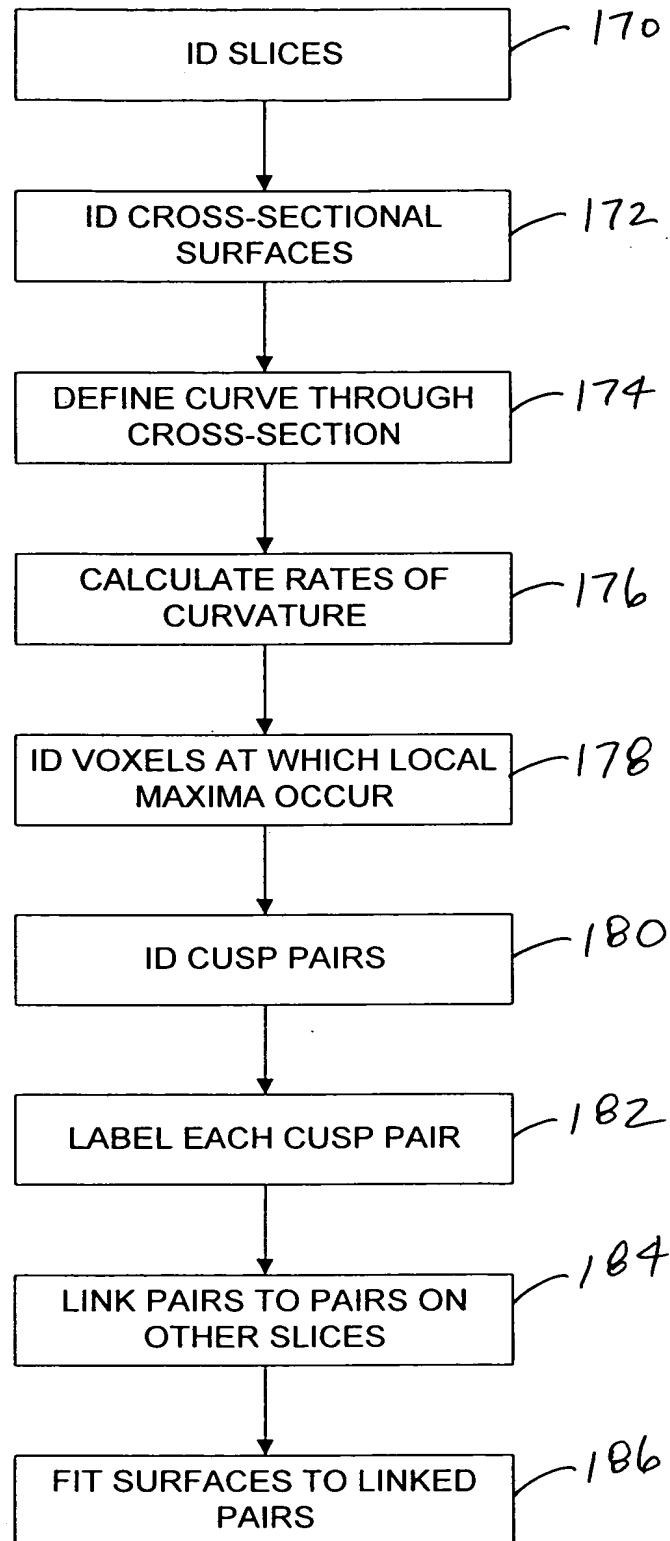 ID SLICES
170
ID CROSS-SECTIONAL
SURFACES
172
DEFINE CURVE THROUGH
CROSS-SECTION
174
CALCULATE RATES OF
CURVATURE
176
ID VOXELS AT WHICH LOCAL
MAXIMA OCCUR
178
ID CUSP PAIRS
180
LABEL EACH CUSP PAIR
182
LINK PAIRS TO PAIRS ON
OTHER SLICES
184
FIT SURFACES TO LINKED
PAIRS
186